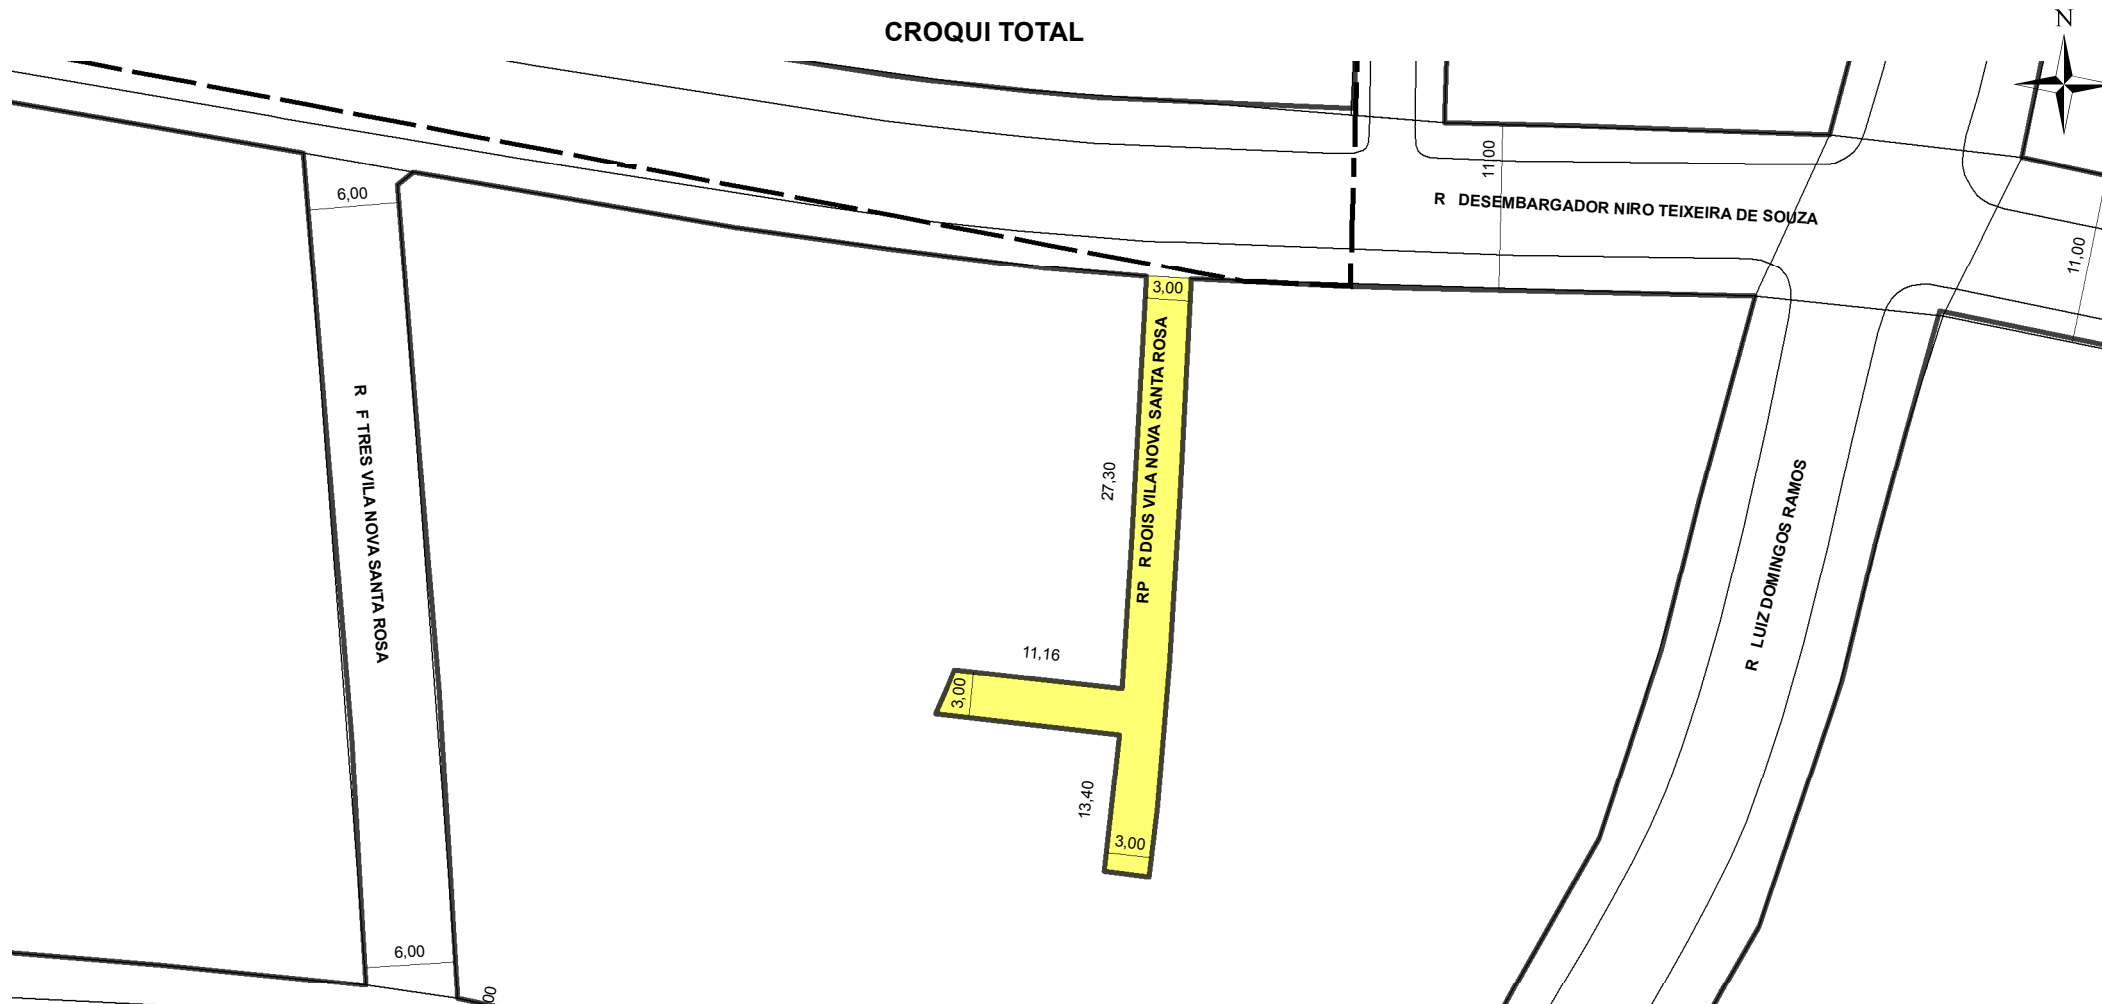 CROQUI TOTAL
N
11,00
6,00
R DESEMBARGADOR NIRO TEIXEIRA DE SOUZA
11,00
3,00
RP R DOIS VILA NOVA SANTA ROSA
R F TRES VILA NOVA SANTA ROSA
27,30
R LUIZ DOMINGOS RAMOS
11,16
3,00
13,40
3,00
6,00
00